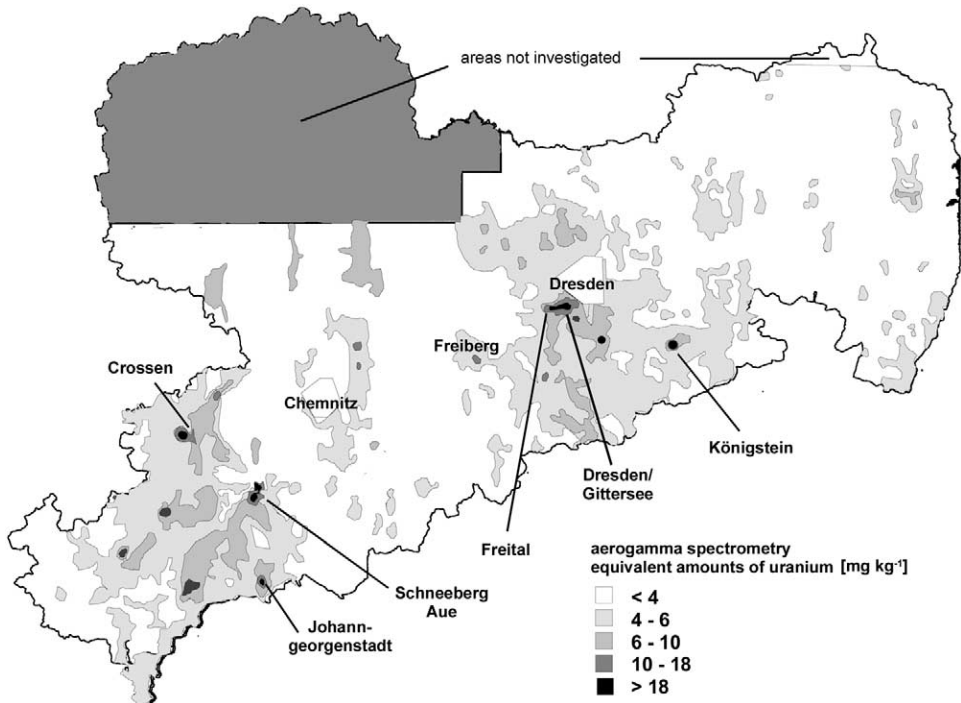 areas not investigated
Dresden
Freiberg
Crossen
Chemnitz
Königstein
Dresden/
Gittersee
Freital
Schneeberg
Aue
Johann-
georgenstadt
aerogamma spectrometry
equivalent amounts of uranium [mg kg⁻¹]
< 4
4 - 6
6 - 10
10 - 18
> 18